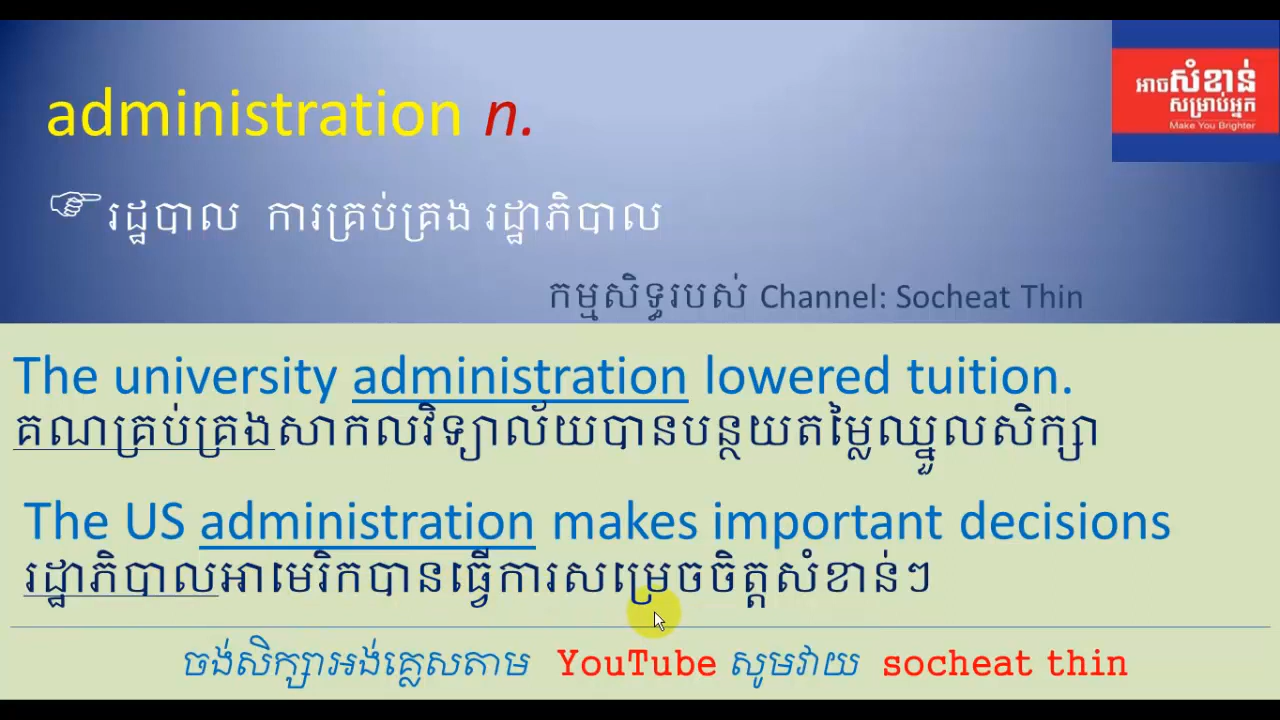 អាចសំខាន់
សម្រាប់អ្នក
Make You Brighter
administration n.
រដ្ឋបាល ការគ្រប់គ្រង រដ្ឋាភិបាល
កម្មសិទ្ធរបស់ Channel: Socheat Thin
The university administration lowered tuition.
គណគ្រប់គ្រងសាកលវិទ្យាល័យបានបន្ថយតម្លៃឈ្នួលសិក្សា
The US administration makes important decisions
រដ្ឋាភិបាលអាមេរិកបានធ្វើការសម្រេចចិត្តសំខាន់ៗ
ចង់សិក្សាអង់គ្លេសតាម YouTube សូមវាយ socheat thin